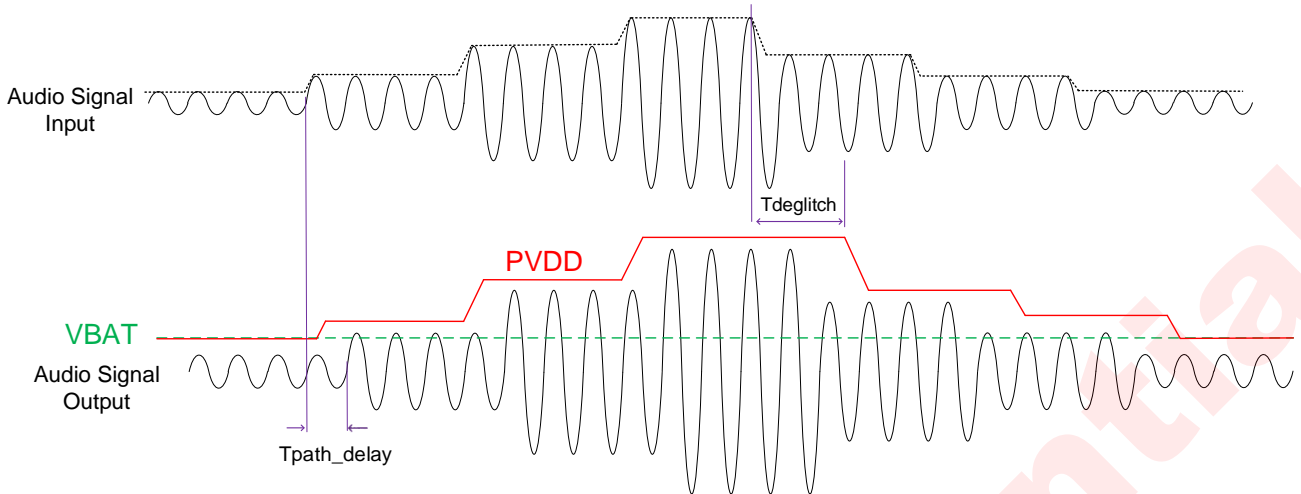 Audio Signal
Input
Tdeglitch
PVDD
VBAT
Audio Signal
Output
Tpath_delay